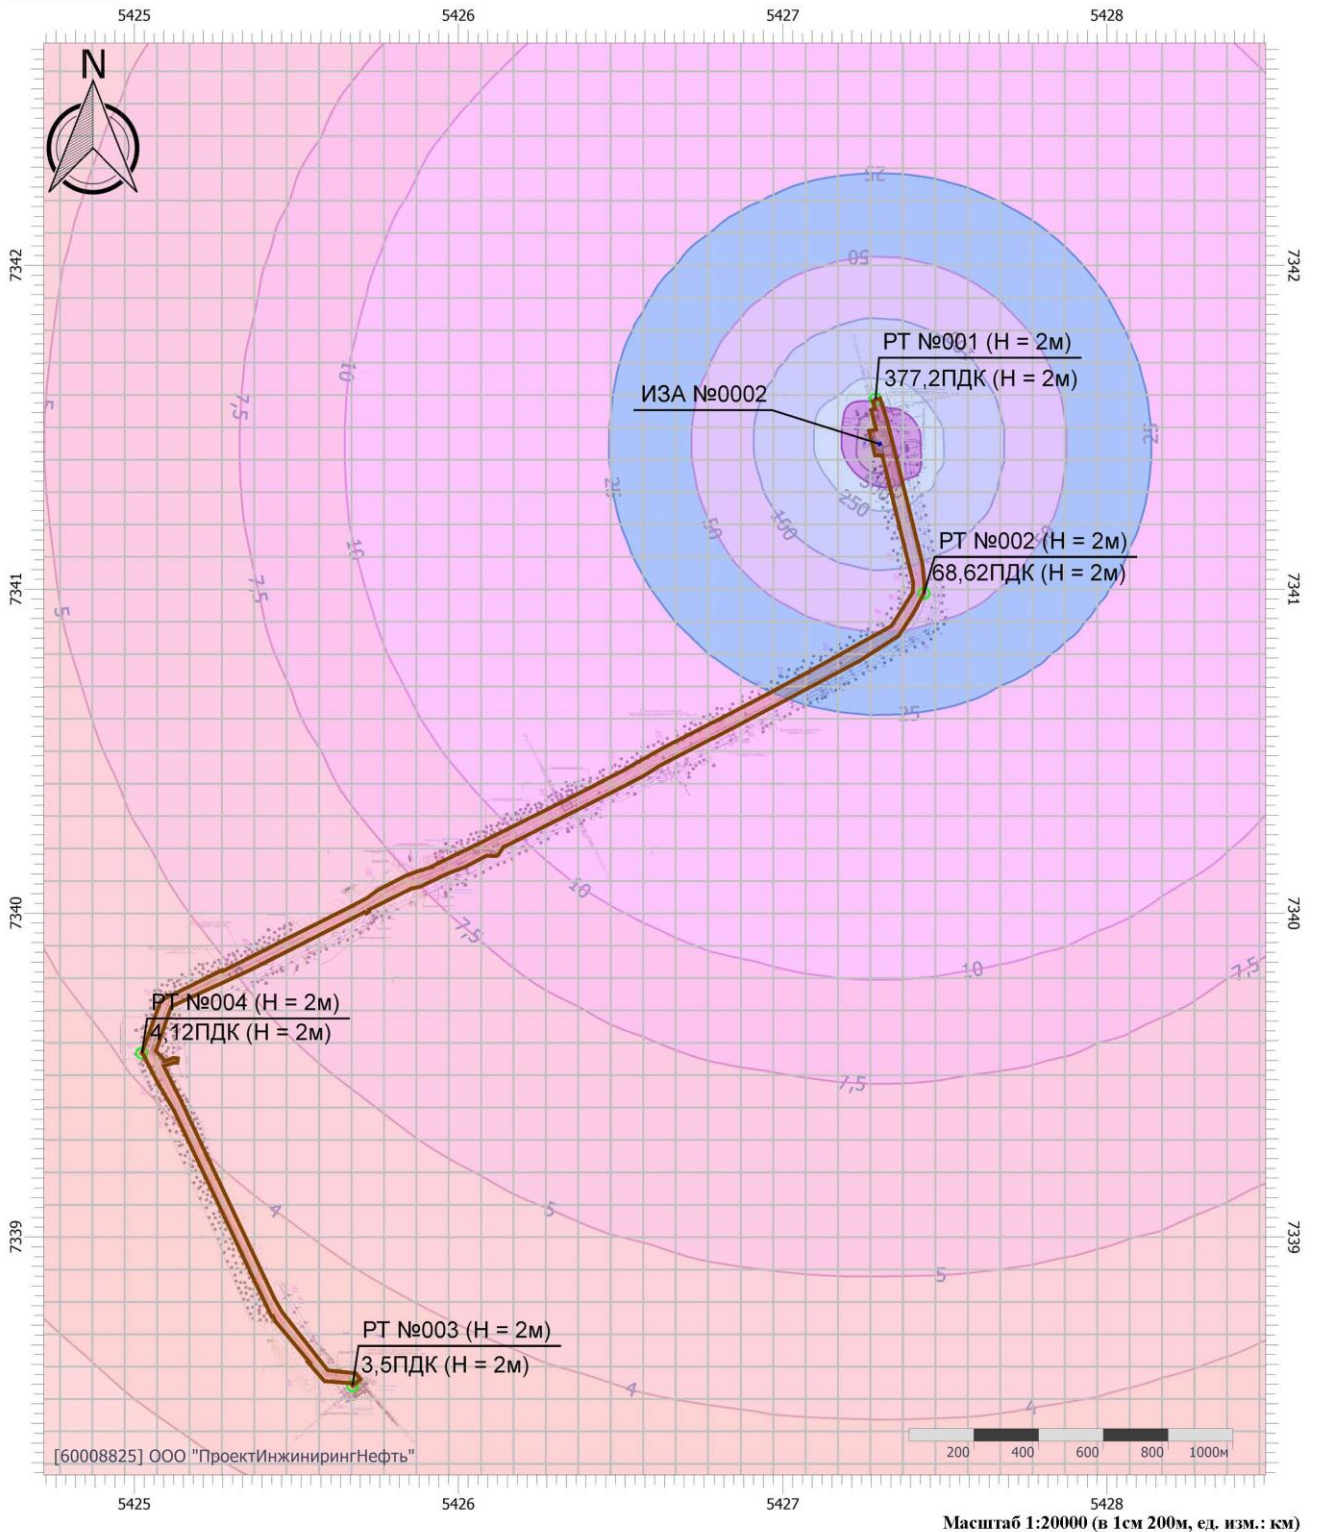 5425 5426 5427 5428
N
25
7342 7342
50
РТ №001 (Н = 2м)
377,2ПДК (Н = 2м)
10
ИЗА №0002
5 7,5
25
25
250
50 100
РТ №002 (Н = 2м)
68,62ПДК (Н = 2м)
10
7,5
5
7341 7341
25
10
7340 7340
7,5
10 7,5
РТ №004 (Н = 2м)
4,12ПДК (Н = 2м)
7,5
4 5
7339 7339
5
РТ №003 (Н = 2м)
3,5ПДК (Н = 2м)
4
4
[60008825] ООО "ПроектИнжинирингНефть"
200 400 600 800 1000м
5425 5426 5427 5428
Масштаб 1:20000 (в 1см 200м, ед. изм.: км)